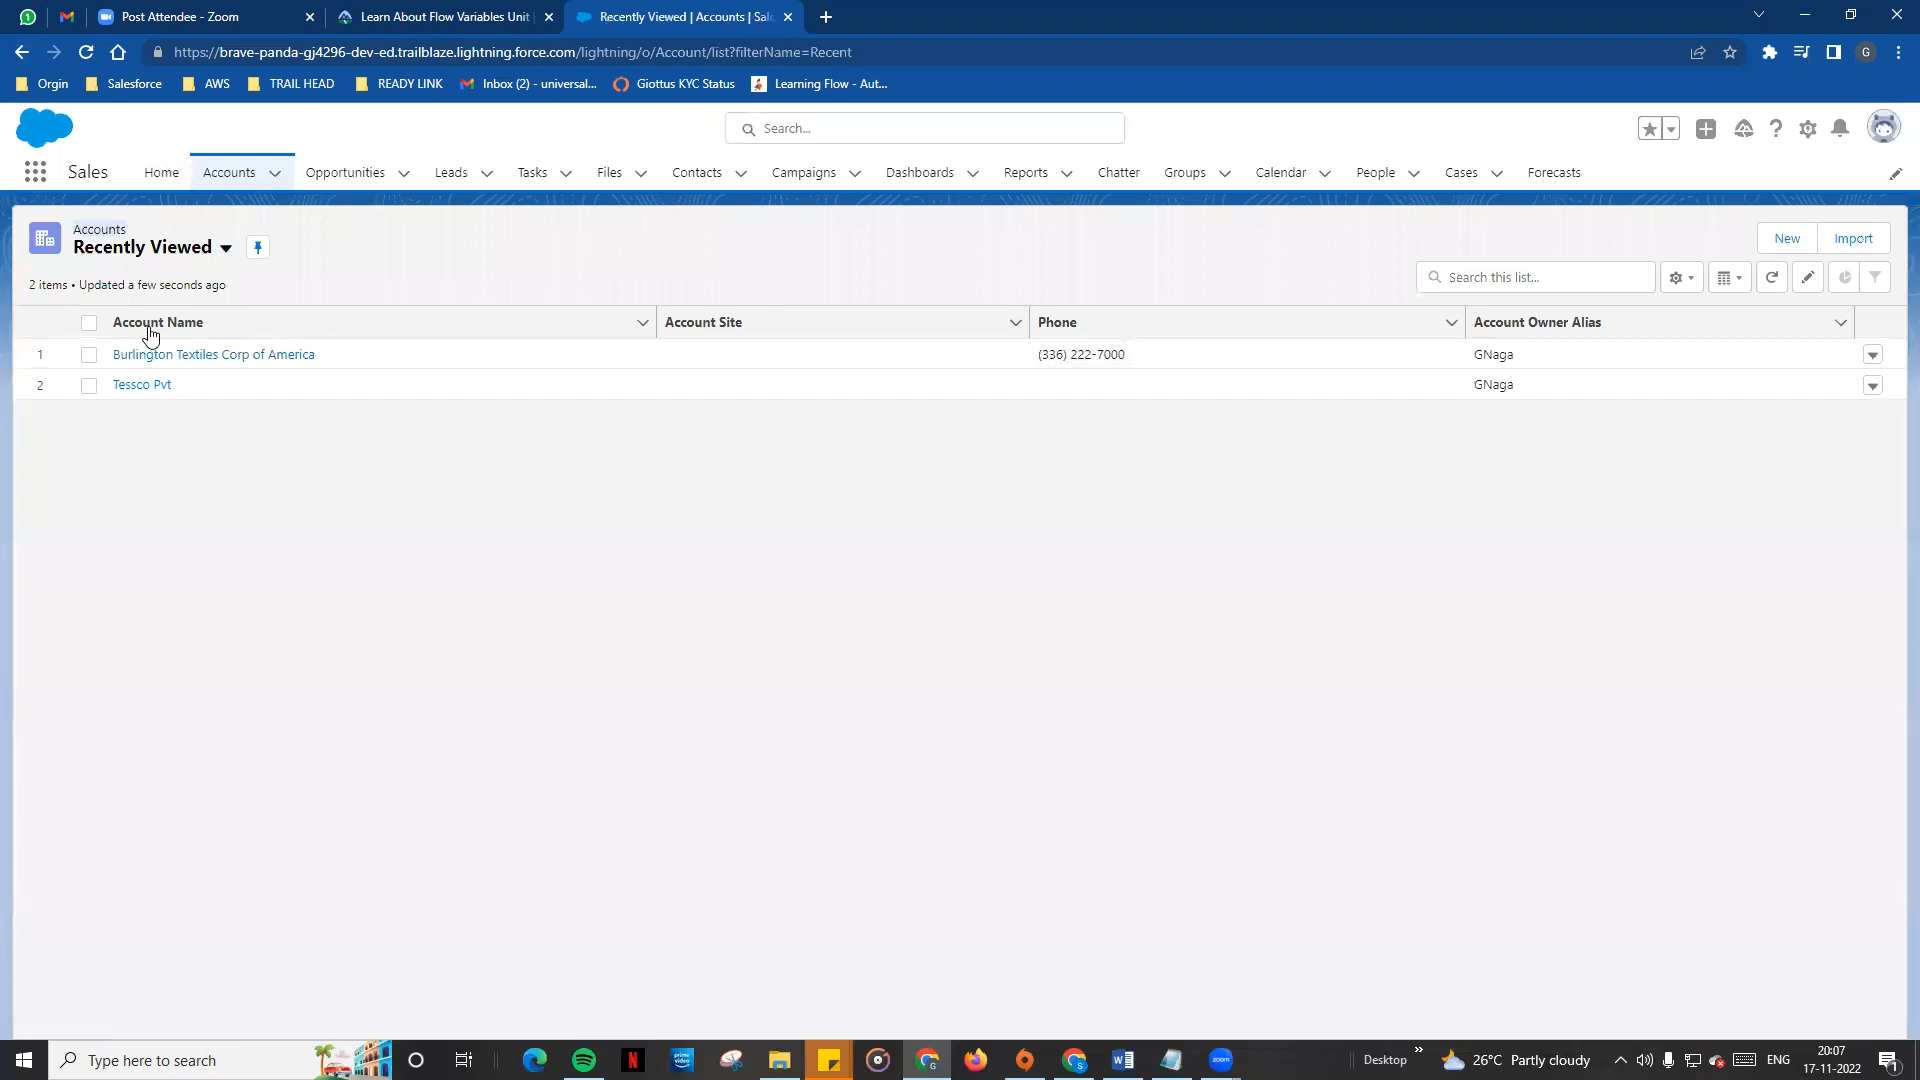 Post Attendee - Zoom
Learn About Flow Variables Unit
Recently Viewed | Accounts | Sal
https://brave-panda-gj4296-dev-ed.trailblaze.lightning.force.com/lightning/o/Account/list?filterName=Recent
G
Orgin
Salesforce
AWS
TRAIL HEAD
READY LINK
Inbox (2) - universal...
Giottus KYC Status
Learning Flow - Aut...
Search...
Sales
Home
Accounts
Opportunities
Leads
Tasks
Files
Contacts
Campaigns
Dashboards
Reports
Chatter
Groups
Calendar
People
Cases
Forecasts
Accounts
Recently Viewed
New
Import
2 items • Updated a few seconds ago
Search this list...
Account Name
Account Site
Phone
Account Owner Alias
1 Burlington Textiles Corp of America (336) 222-7000 GNaga
2 Tessco Pvt GNaga
Type here to search
prime video
zoom
Desktop
26°C Partly cloudy
ENG
20:07
17-11-2022
1